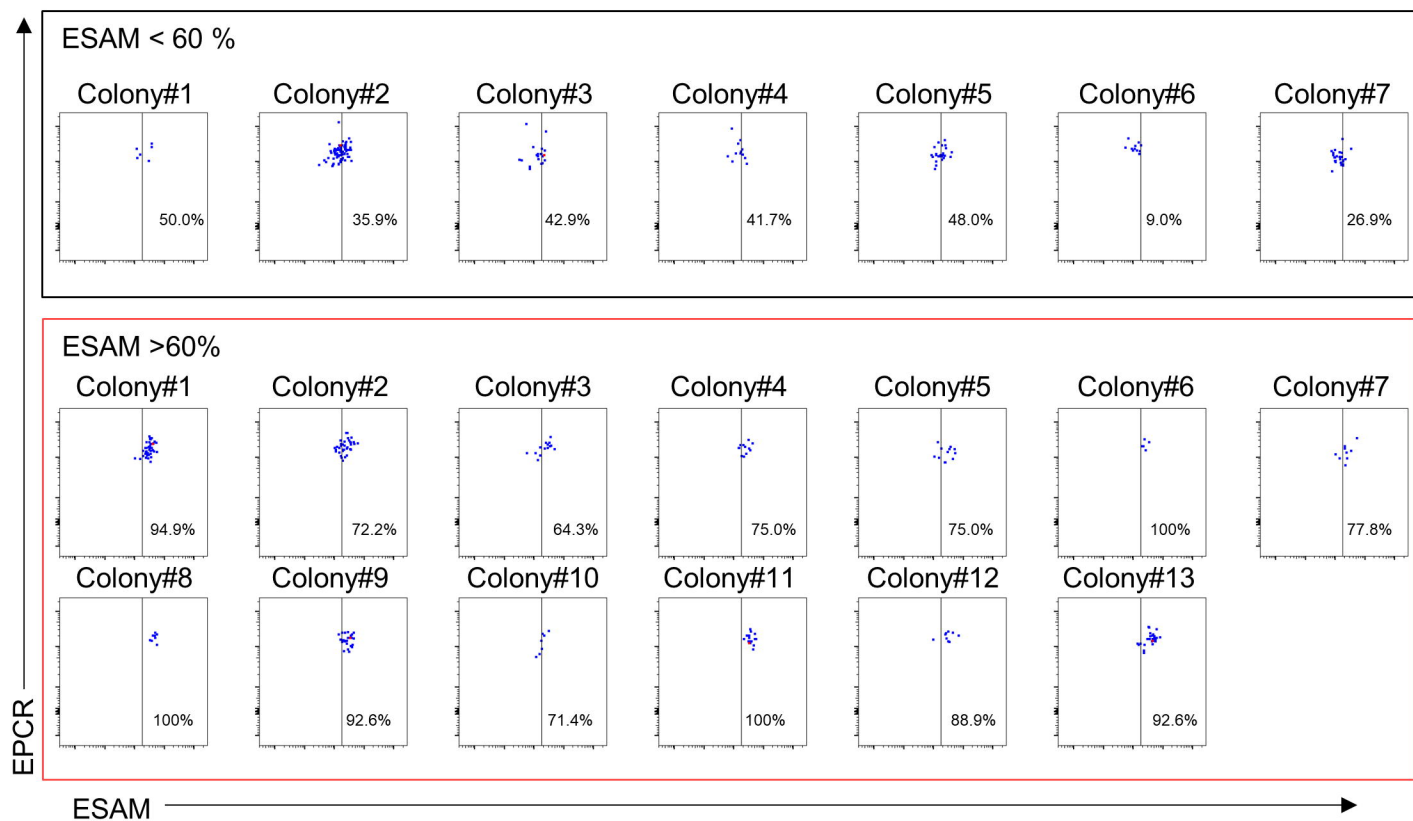 ESAM < 60 %
Colony#1 Colony#2 Colony#3 Colony#4 Colony#5 Colony#6 Colony#7
50.0% 35.9% 42.9% 41.7% 48.0% 9.0% 26.9%
ESAM >60%
Colony#1 Colony#2 Colony#3 Colony#4 Colony#5 Colony#6 Colony#7
94.9% 72.2% 64.3% 75.0% 75.0% 100% 77.8%
Colony#8 Colony#9 Colony#10 Colony#11 Colony#12 Colony#13
100% 92.6% 71.4% 100% 88.9% 92.6%
EPCR
ESAM